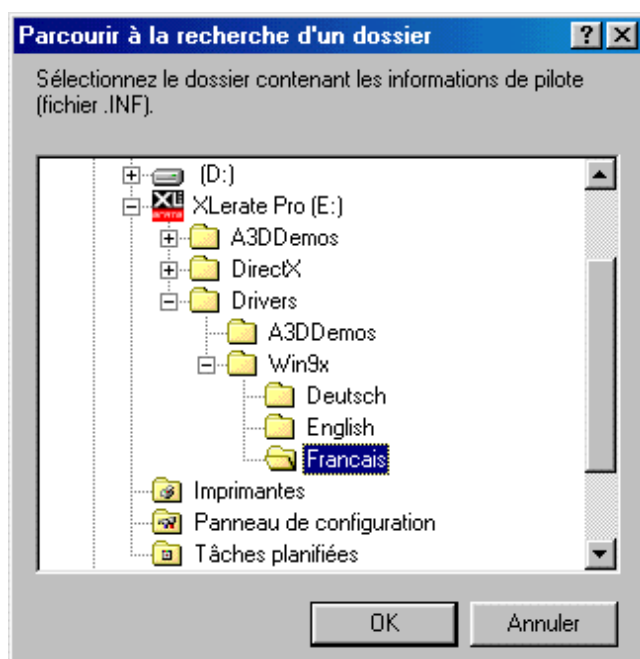 Parcourir à la recherche d'un dossier
Sélectionnez le dossier contenant les informations de pilote
(fichier .INF).
(D:)
XLerate Pro (E:)
A3DDemos
DirectX
Drivers
A3DDemos
Win9x
Deutsch
English
Francais
Imprimantes
Panneau de configuration
Tâches planifiées
OK Annuler